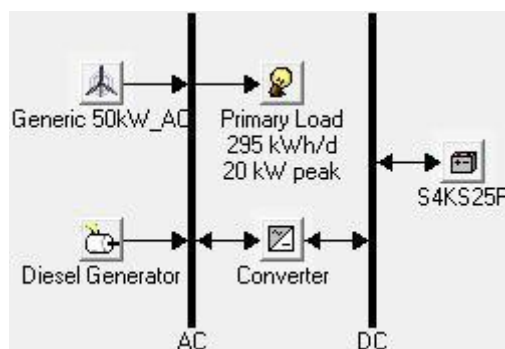 Generic 50kW_AC
Primary Load
295 kWh/d
20 kW peak
S4KS25P
Diesel Generator
Converter
AC
DC